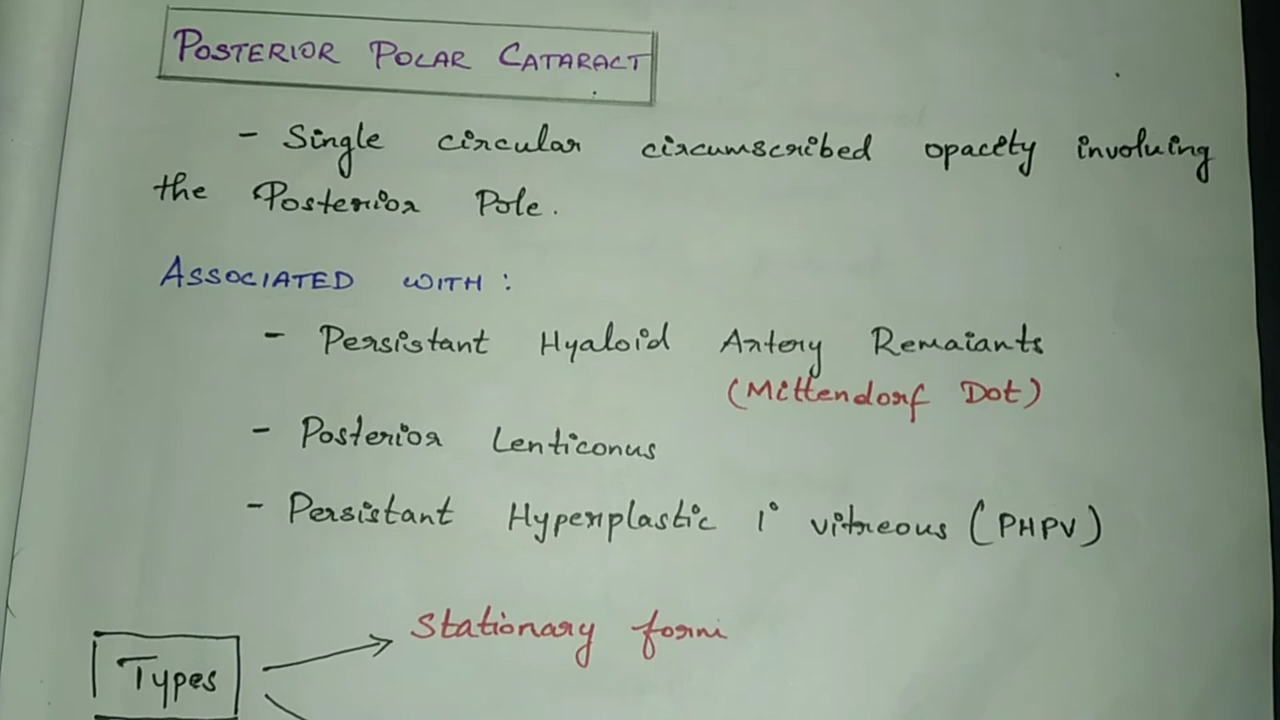 POSTERIOR POLAR CATARACT
- Single circular circumscribed opacity involving
the Posterior Pole.
ASSOCIATED WITH :
- Persistant Hyaloid Artery Remaiants
(Mittendorf Dot)
- Posterior Lenticonus
- Persistant Hyperplastic 1° vitreous (PHPV)
Stationary form
Types